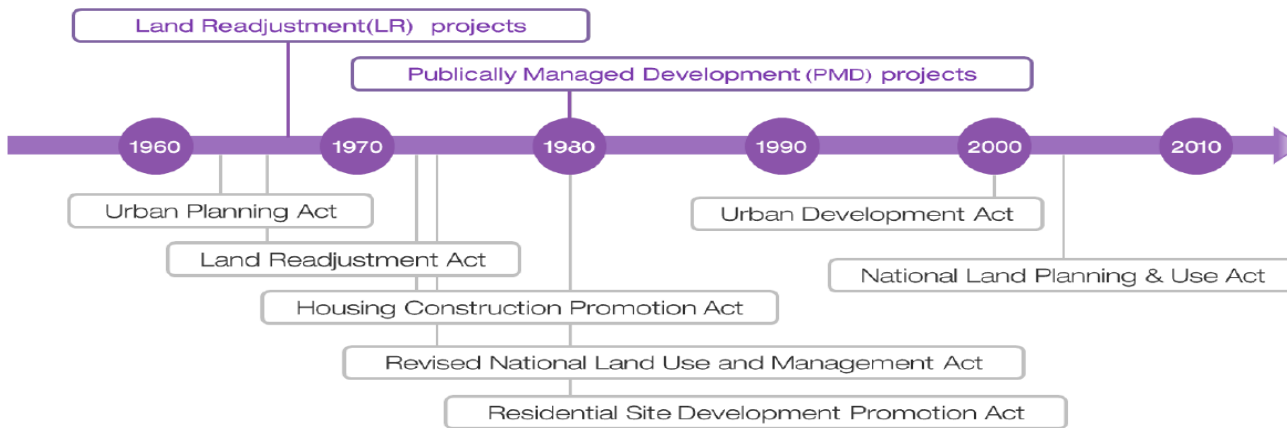 Land Readjustment(LR) projects
Publically Managed Development (PMD) projects
1960 1970 1980 1990 2000 2010
Urban Planning Act
Urban Development Act
Land Readjustment Act
National Land Planning & Use Act
Housing Construction Promotion Act
Revised National Land Use and Management Act
Residential Site Development Promotion Act